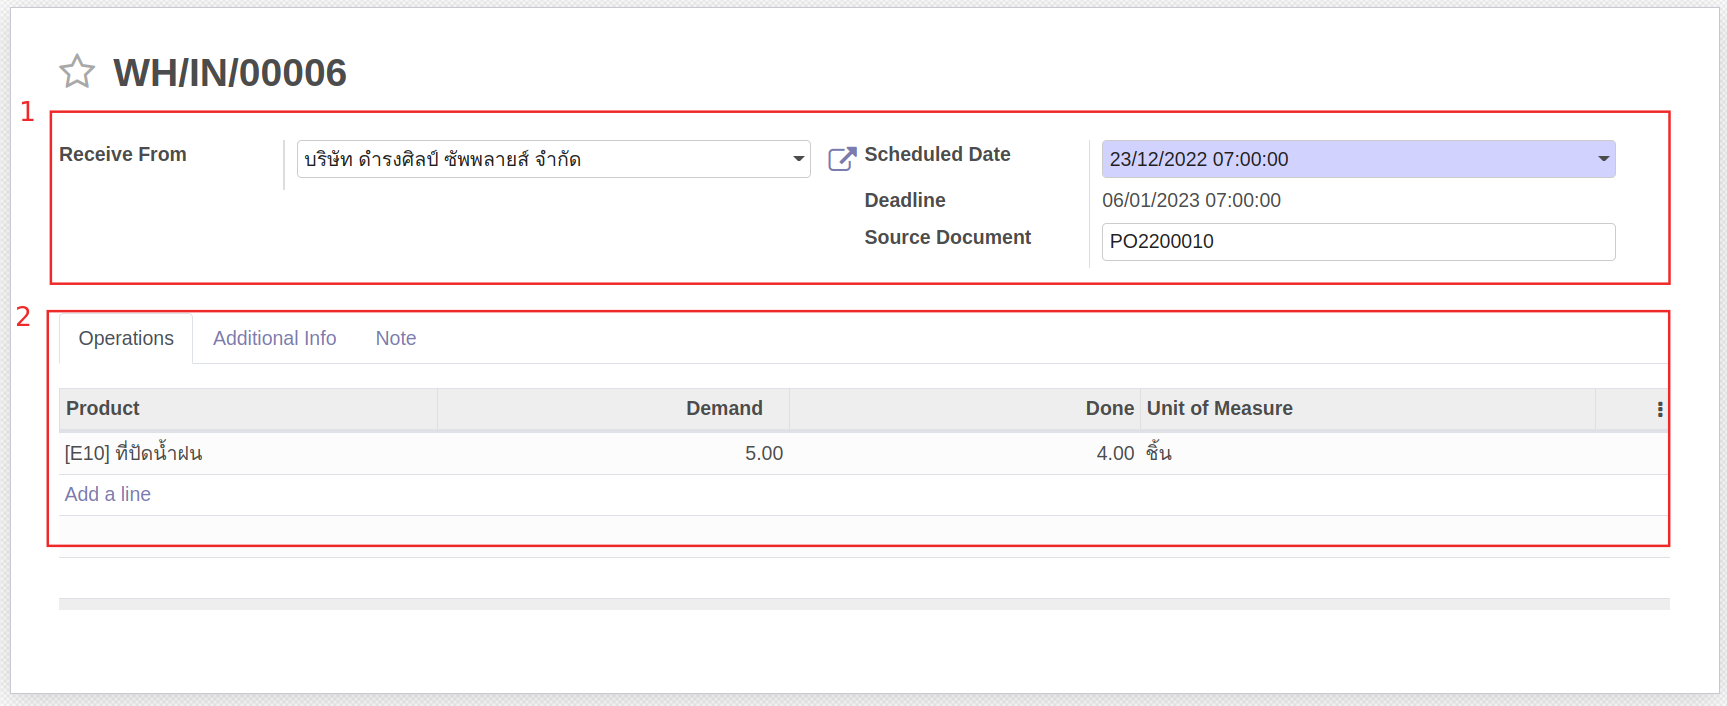 WH/IN/00006
1
Receive From
บริษัท ดำรงศิลป์ ซัพพลายส์ จำกัด
Scheduled Date
23/12/2022 07:00:00
Deadline
06/01/2023 07:00:00
Source Document
PO2200010
2
Operations Additional Info Note
Product Demand Done Unit of Measure
[E10] ที่ปัดน้ำฝน 5.00 4.00 ชิ้น
Add a line